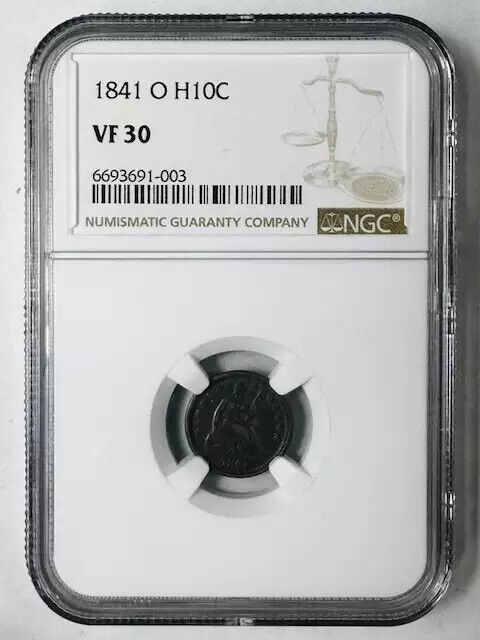 1841 O H10C
VF 30
6693691-003
NUMISMATIC GUARANTY COMPANY
NGC®